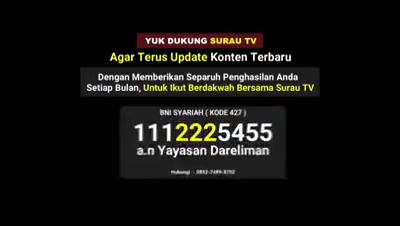 YUK DUKUNG SURAU TV
Agar Terus Update Konten Terbaru
Dengan Memberikan Separuh Penghasilan Anda
Setiap Bulan, Untuk Ikut Berdakwah Bersama Surau TV
BNI SYARIAH ( KODE 427 )
1112225455
a.n Yayasan Dareliman
Hubungi :